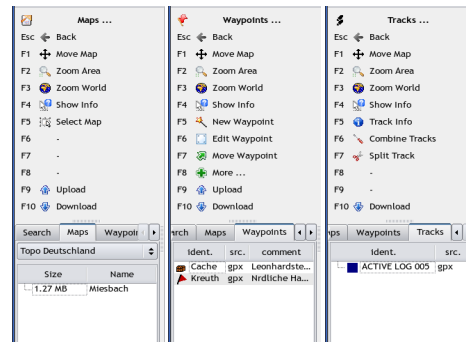 Maps ...
Esc Back
F1 Move Map
F2 Zoom Area
F3 Zoom World
F4 Show Info
F5 Select Map
F6 -
F7 -
F8 -
F9 Upload
F10 Download
Search Maps Waypoin
Topo Deutschland
Size Name
1.27 MB Miesbach
Waypoints ...
Esc Back
F1 Move Map
F2 Zoom Area
F3 Zoom World
F4 Show Info
F5 New Waypoint
F6 Edit Waypoint
F7 Move Waypoint
F8 More ...
F9 Upload
F10 Download
arch Maps Waypoints
Ident. src. comment
Cache gpx Leonhardste...
Kreuth gpx Nrdliche Ha...
Tracks ...
Esc Back
F1 Move Map
F2 Zoom Area
F3 Zoom World
F4 Show Info
F5 Track Info
F6 Combine Tracks
F7 Split Track
F8 -
F9 -
F10 Download
ps Waypoints Tracks
Ident. src.
ACTIVE LOG 005 gpx